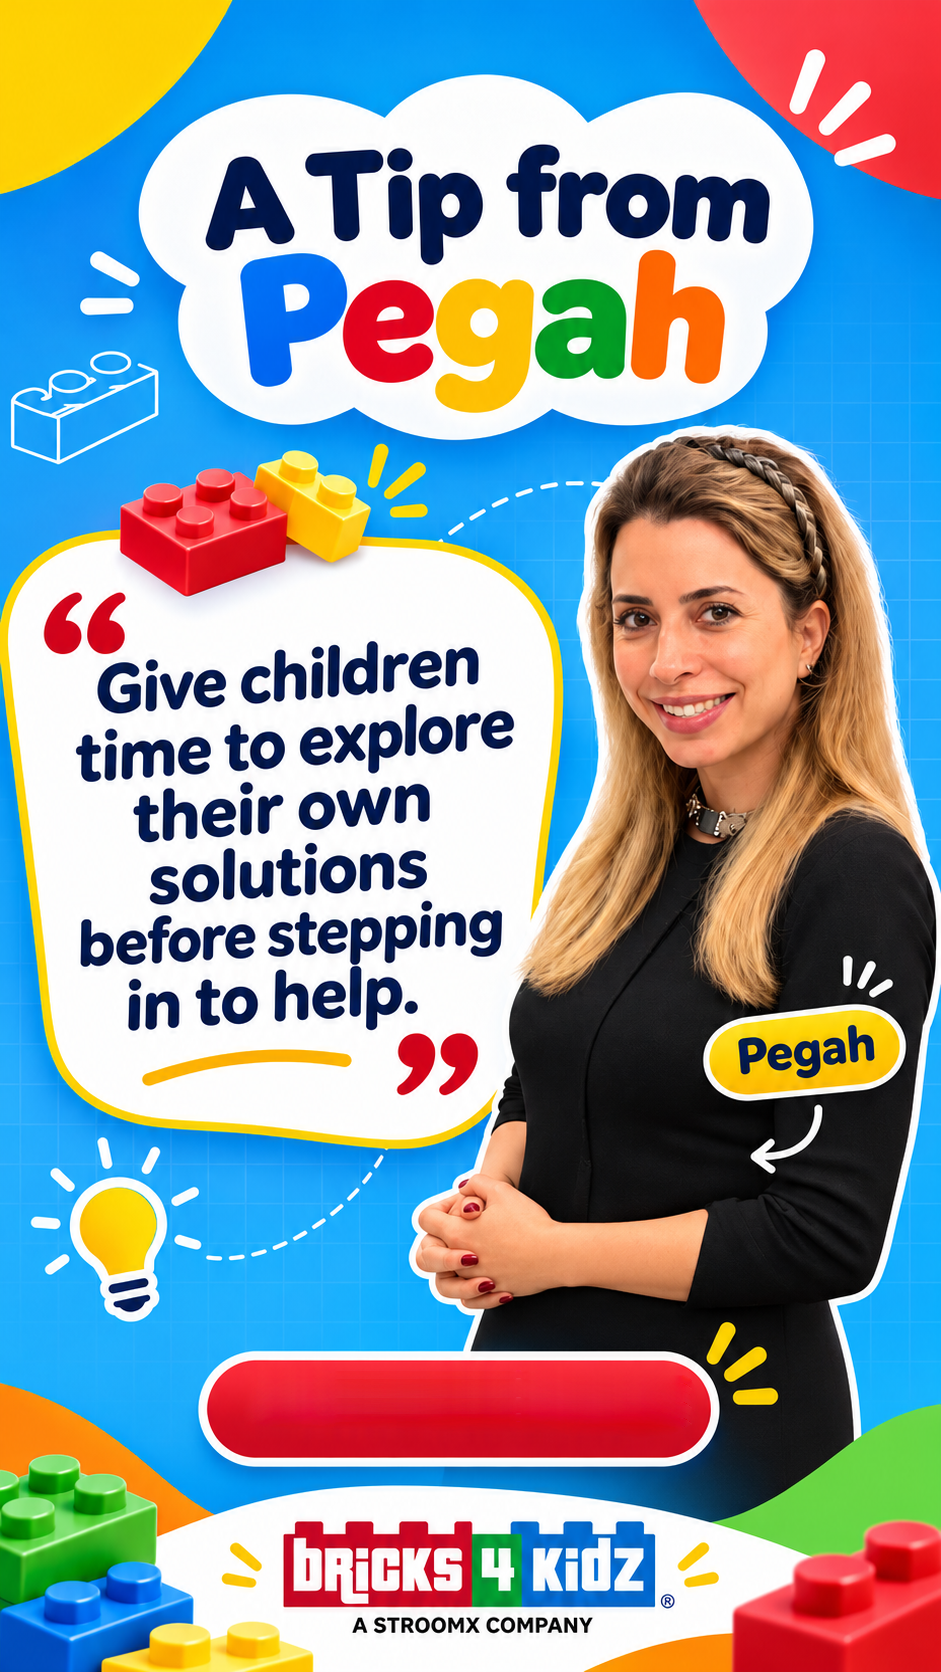 A Tip from
Pegah
“Give children
time to explore
their own
solutions
before stepping
in to help.”
Pegah
BRICKS 4 KIDZ®
A STROOMX COMPANY